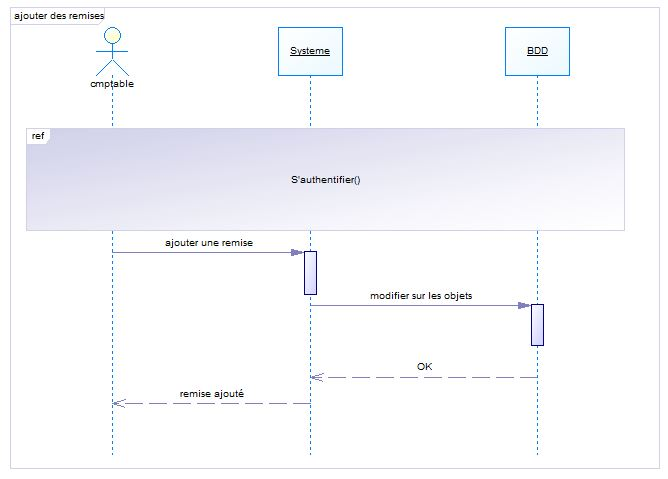 ajouter des remises
Systeme
BDD
cmptable
ref
S'authentifier()
ajouter une remise
modifier sur les objets
OK
remise ajouté